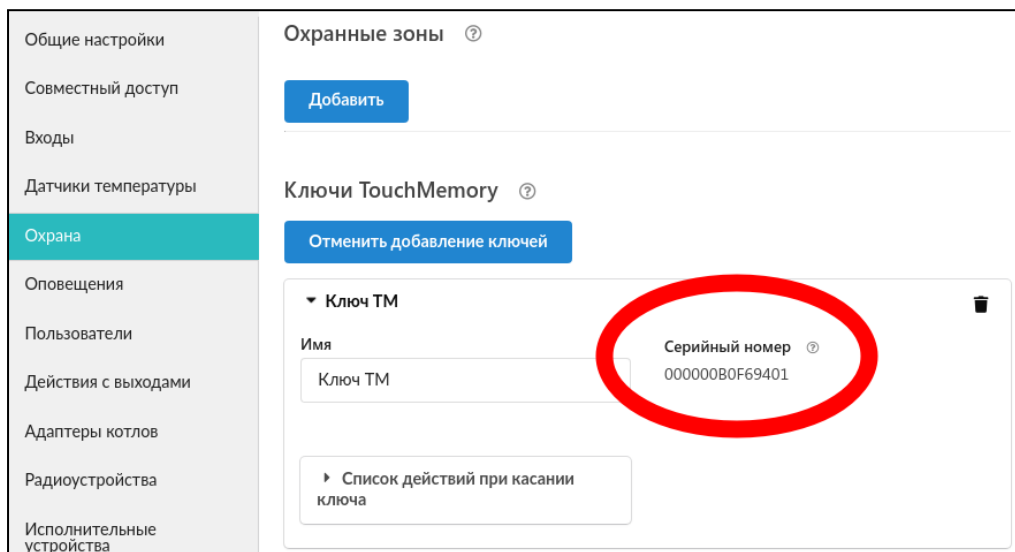 Общие настройки
Совместный доступ
Входы
Датчики температуры
Охрана
Оповещения
Пользователи
Действия с выходами
Адаптеры котлов
Радиоустройства
Исполнительные
устройства
Охранные зоны ?
Добавить
Ключи TouchMemory ?
Отменить добавление ключей
Ключ ТМ
Имя
Ключ ТМ
Серийный номер ?
000000B0F69401
Список действий при касании
ключа